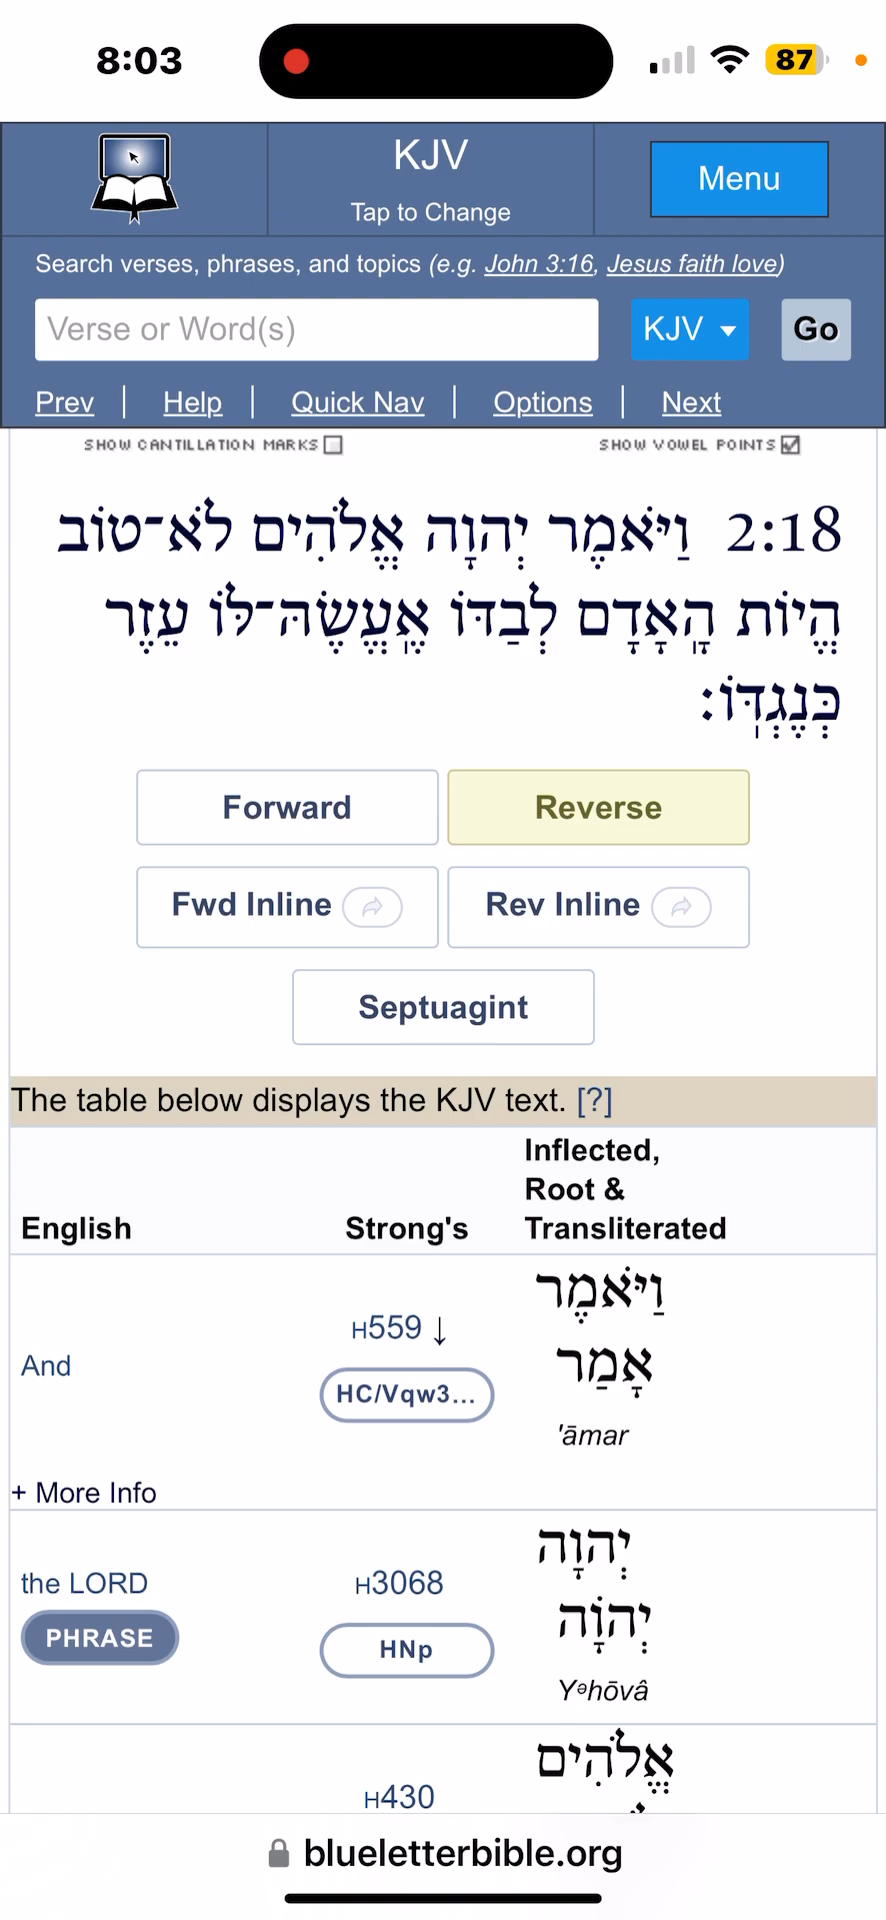 8:03
87
KJV
Tap to Change
Menu
Search verses, phrases, and topics (e.g. John 3:16, Jesus faith love)
Verse or Word(s)
KJV
Go
Prev | Help | Quick Nav | Options | Next
SHOW CANTILLATION MARKS
SHOW VOWEL POINTS
2:18 וַיֹּאמֶר יְהוָה אֱלֹהִים לֹא־טוֹב
הֱיוֹת הָאָדָם לְבַדּוֹ אֶעֱשֶׂהּ־לּוֹ עֵזֶר
כְּנֶגְדּוֹ׃
Forward
Reverse
Fwd Inline
Rev Inline
Septuagint
The table below displays the KJV text. [?]
English
Strong's
Inflected,
Root &
Transliterated
And
H559 ↓
HC/Vqw3...
וַיֹּאמֶר
אָמַר
'āmar
+ More Info
the LORD
PHRASE
H3068
HNp
יְהוָה
יְהֹוָה
Yᵊhōvâ
H430
אֱלֹהִים
blueletterbible.org